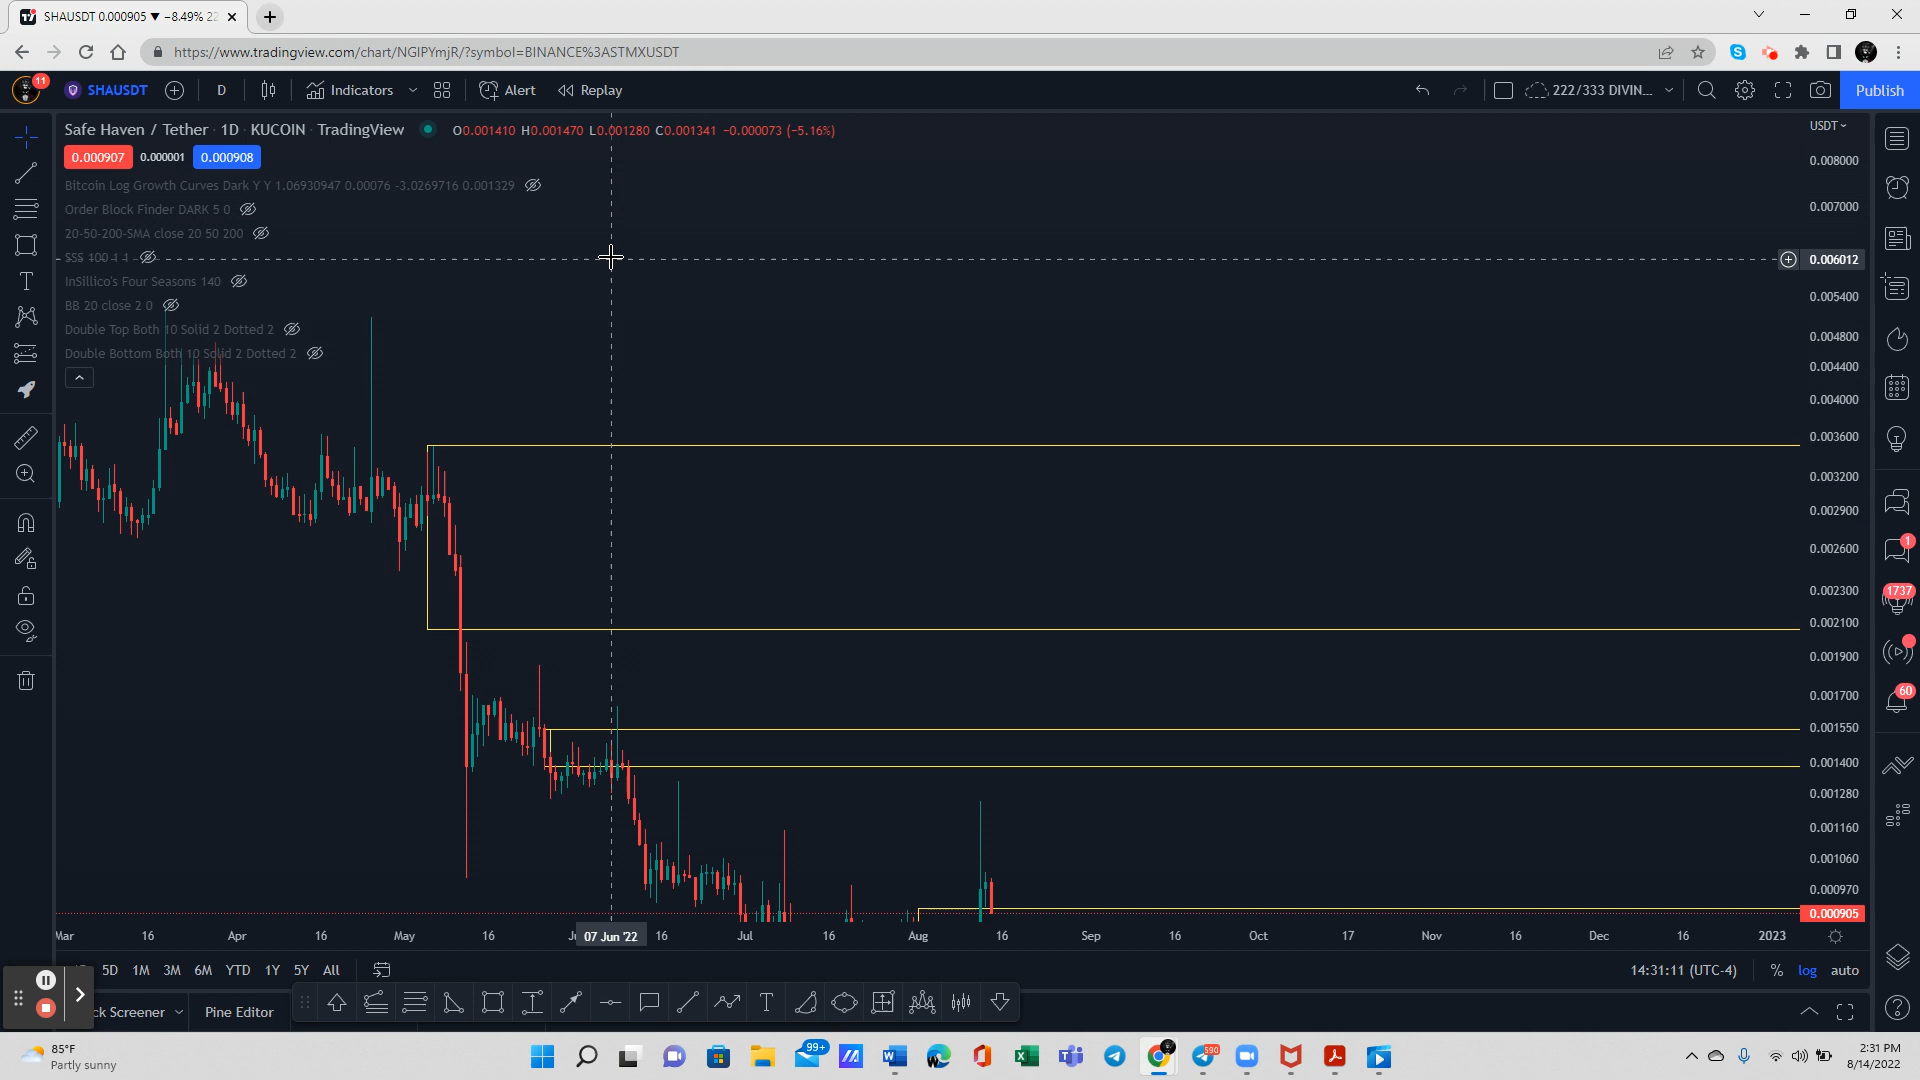 SHAUSDT 0.000905 ▼ −8.49% 22
https://www.tradingview.com/chart/NGIPYmjR/?symbol=BINANCE%3ASTMXUSDT
11
SHAUSDT
D
Indicators
Alert
Replay
222/333 DIVIN...
Publish
Safe Haven / Tether · 1D · KUCOIN · TradingView
O0.001410 H0.001470 L0.001280 C0.001341 −0.000073 (−5.16%)
USDT
0.000907
0.000001
0.000908
Bitcoin Log Growth Curves Dark Y Y 1.06930947 0.00076 -3.0269716 0.001329
Order Block Finder DARK 5 0
20-50-200-SMA close 20 50 200
SSS 100 1 1
InSillico's Four Seasons 140
BB 20 close 2 0
Double Top Both 10 Solid 2 Dotted 2
Double Bottom Both 10 Solid 2 Dotted 2
0.008000
0.007000
0.006012
0.005400
0.004800
0.004400
0.004000
0.003600
0.003200
0.002900
0.002600
0.002300
0.002100
0.001900
0.001700
0.001550
0.001400
0.001280
0.001160
0.001060
0.000970
0.000905
1
1737
60
Mar
16
Apr
16
May
16
07 Jun '22
16
Jul
16
Aug
16
Sep
16
Oct
17
Nov
16
Dec
16
2023
5D
1M
3M
6M
YTD
1Y
5Y
All
14:31:11 (UTC-4)
%
log
auto
ck Screener
Pine Editor
85°F
Partly sunny
99+
590
2:31 PM
8/14/2022